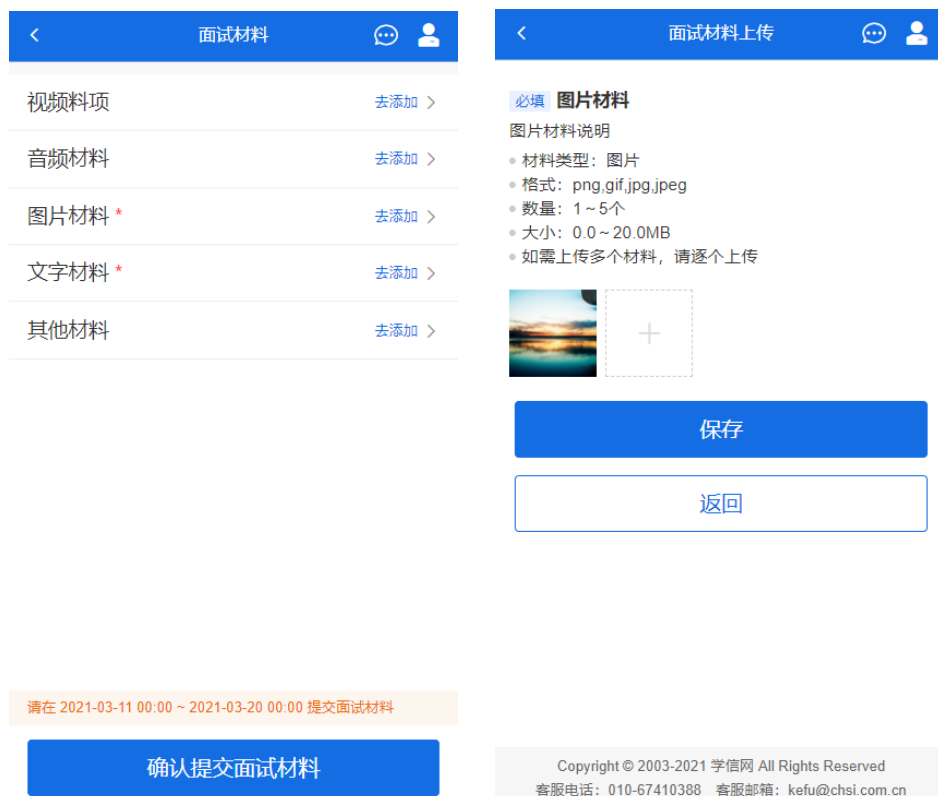 面试材料
视频料项 去添加
音频材料 去添加
图片材料 * 去添加
文字材料 * 去添加
其他材料 去添加
请在 2021-03-11 00:00 ~ 2021-03-20 00:00 提交面试材料
确认提交面试材料
面试材料上传
必填 图片材料
图片材料说明
材料类型：图片
格式：png,gif,jpg,jpeg
数量：1 ~ 5个
大小：0.0 ~ 20.0MB
如需上传多个材料，请逐个上传
保存
返回
Copyright © 2003-2021 学信网 All Rights Reserved
客服电话：010-67410388 客服邮箱：kefu@chsi.com.cn